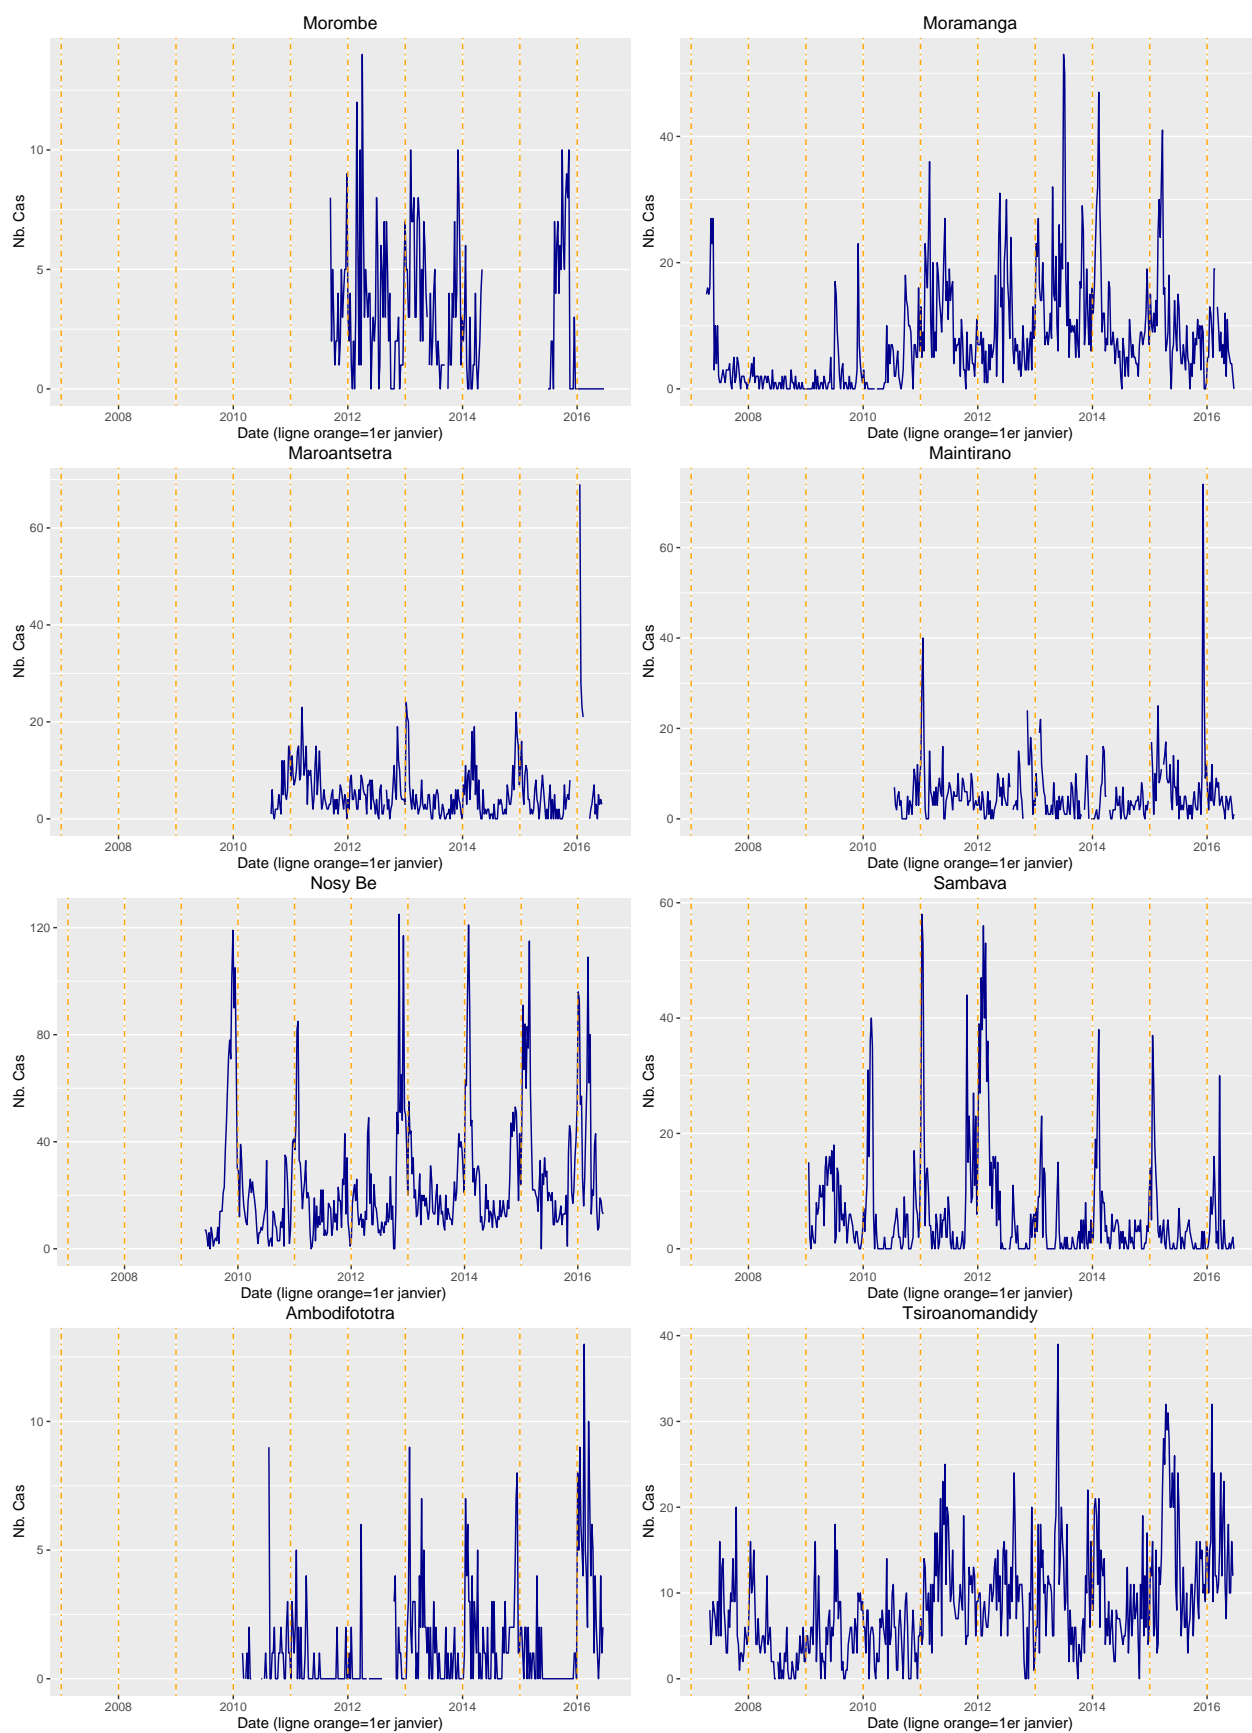 Morombe
Nb. Cas
10
5
0
2008 2010 2012 2014 2016
Date (ligne orange=1er janvier)
Moramanga
Nb. Cas
40
20
0
2008 2010 2012 2014 2016
Date (ligne orange=1er janvier)
Maroantsetra
Nb. Cas
60
40
20
0
2008 2010 2012 2014 2016
Date (ligne orange=1er janvier)
Maintirano
Nb. Cas
60
40
20
0
2008 2010 2012 2014 2016
Date (ligne orange=1er janvier)
Nosy Be
Nb. Cas
120
80
40
0
2008 2010 2012 2014 2016
Date (ligne orange=1er janvier)
Sambava
Nb. Cas
60
40
20
0
2008 2010 2012 2014 2016
Date (ligne orange=1er janvier)
Ambodifototra
Nb. Cas
10
5
0
2008 2010 2012 2014 2016
Date (ligne orange=1er janvier)
Tsiroanomandidy
Nb. Cas
40
30
20
10
0
2008 2010 2012 2014 2016
Date (ligne orange=1er janvier)